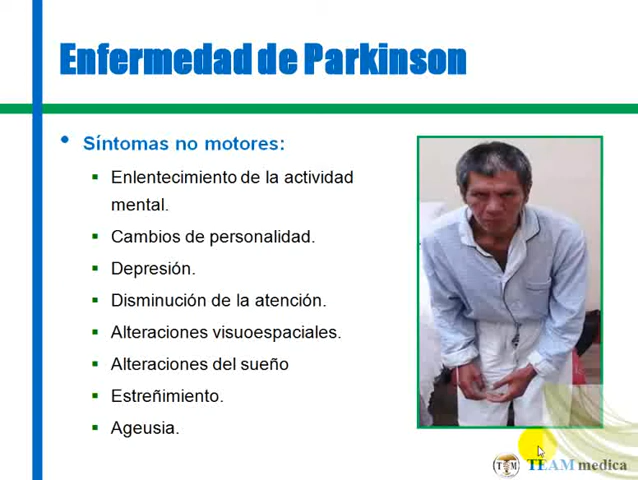 Enfermedad de Parkinson
• Síntomas no motores:
▪ Enlentecimiento de la actividad
mental.
▪ Cambios de personalidad.
▪ Depresión.
▪ Disminución de la atención.
▪ Alteraciones visuoespaciales.
▪ Alteraciones del sueño
▪ Estreñimiento.
▪ Ageusia.
TM TEAM medica